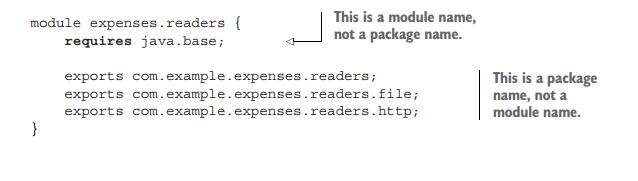 module expenses.readers {
    requires java.base;
This is a module name,
not a package name.
    exports com.example.expenses.readers;
    exports com.example.expenses.readers.file;
    exports com.example.expenses.readers.http;
This is a package
name, not a
module name.
}